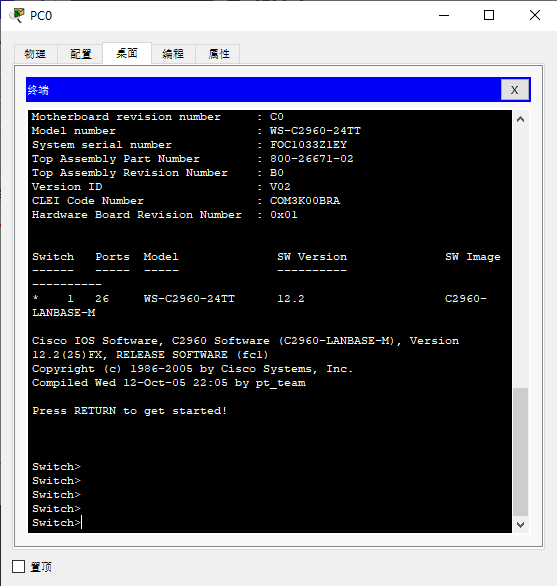 PC0
物理 配置 桌面 编程 属性
终端 X
Motherboard revision number : C0
Model number : WS-C2960-24TT
System serial number : FOC1033Z1EY
Top Assembly Part Number : 800-26671-02
Top Assembly Revision Number : B0
Version ID : V02
CLEI Code Number : COM3K00BRA
Hardware Board Revision Number : 0x01
Switch Ports Model SW Version SW Image
------ ----- ----- ---------- 
----------
* 1 26 WS-C2960-24TT 12.2 C2960-
LANBASE-M
Cisco IOS Software, C2960 Software (C2960-LANBASE-M), Version
12.2(25)FX, RELEASE SOFTWARE (fc1)
Copyright (c) 1986-2005 by Cisco Systems, Inc.
Compiled Wed 12-Oct-05 22:05 by pt_team
Press RETURN to get started!
Switch>
Switch>
Switch>
Switch>
Switch>
置顶